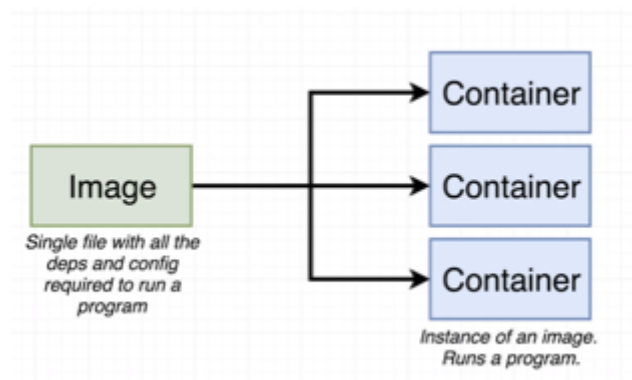 Container
Image
Container
Single file with all the
deps and config
required to run a
program
Container
Instance of an image.
Runs a program.